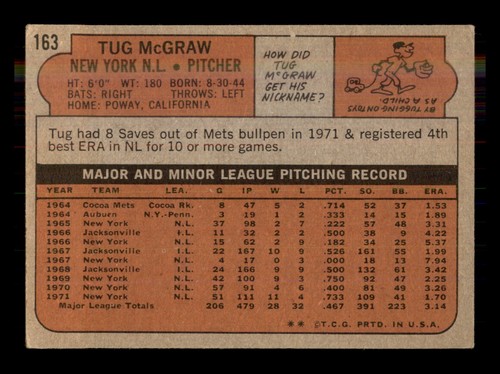 163
TUG McGRAW
NEW YORK N.L. • PITCHER
HT: 6'0" WT: 180 BORN: 8-30-44
BATS: RIGHT THROWS: LEFT
HOME: POWAY, CALIFORNIA
HOW DID
TUG
McGRAW
GET HIS
NICKNAME?
BY TUGGING ON TOYS
AS A CHILD.
Tug had 8 Saves out of Mets bullpen in 1971 & registered 4th
best ERA in NL for 10 or more games.
MAJOR AND MINOR LEAGUE PITCHING RECORD
YEAR TEAM LEA. G IP W L PCT. SO. BB. ERA.
1964 Cocoa Mets Cocoa Rk. 8 47 5 2 .714 52 37 1.53
1964 Auburn N.Y.-Penn. 3 19 1 2 .333 14 15 1.89
1965 New York N.L. 37 98 2 7 .222 57 48 3.31
1966 Jacksonville I.L. 11 2 2 .500 38 9 4.22
1966 New York N.L. 15 62 2 9 .182 34 25 5.37
1967 Jacksonville I.L. 22 167 10 9 .526 161 55 1.99
1967 New York N.L. 4 17 0 3 .000 18 13 7.94
1968 Jacksonville I.L. 24 166 9 9 .500 132 61 3.42
1969 New York N.L. 42 100 9 3 .750 92 47 2.25
1970 New York N.L. 57 91 4 6 .400 81 49 3.26
1971 New York N.L. 51 111 11 4 .733 109 41 1.70
Major League Totals 206 479 28 32 .467 391 223 3.14
** ©T.C.G. PRTD. IN U.S.A.